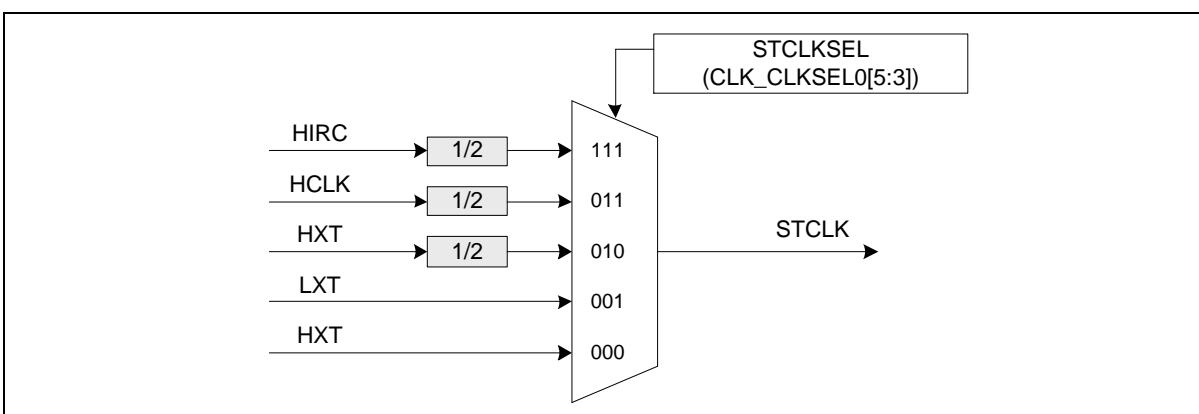 STCLKSEL
(CLK_CLKSEL0[5:3])
HIRC
1/2
111
HCLK
1/2
011
HXT
1/2
010
STCLK
LXT
001
HXT
000